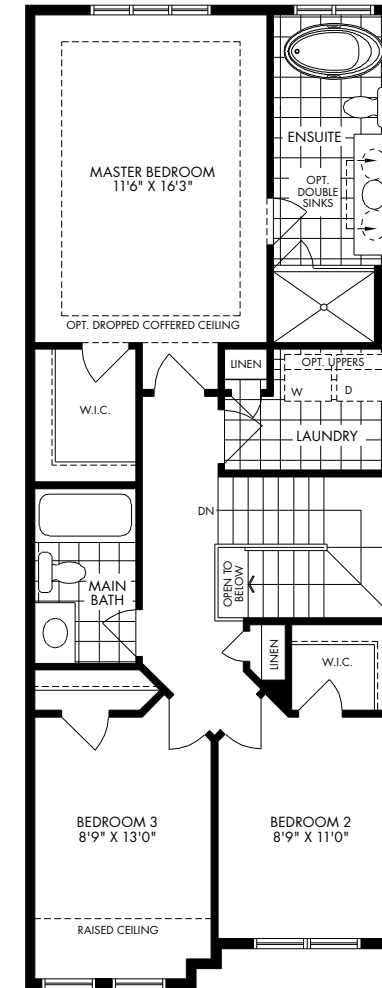 ENSUITE
OPT.
DOUBLE
SINKS
MASTER BEDROOM
11'6" X 16'3"
OPT. DROPPED COFFERED CEILING
LINEN
OPT. UPPERS
W
D
W.I.C.
LAUNDRY
DN
OPEN TO
BELOW
MAIN
BATH
LINEN
W.I.C.
BEDROOM 3
8'9" X 13'0"
BEDROOM 2
8'9" X 11'0"
RAISED CEILING